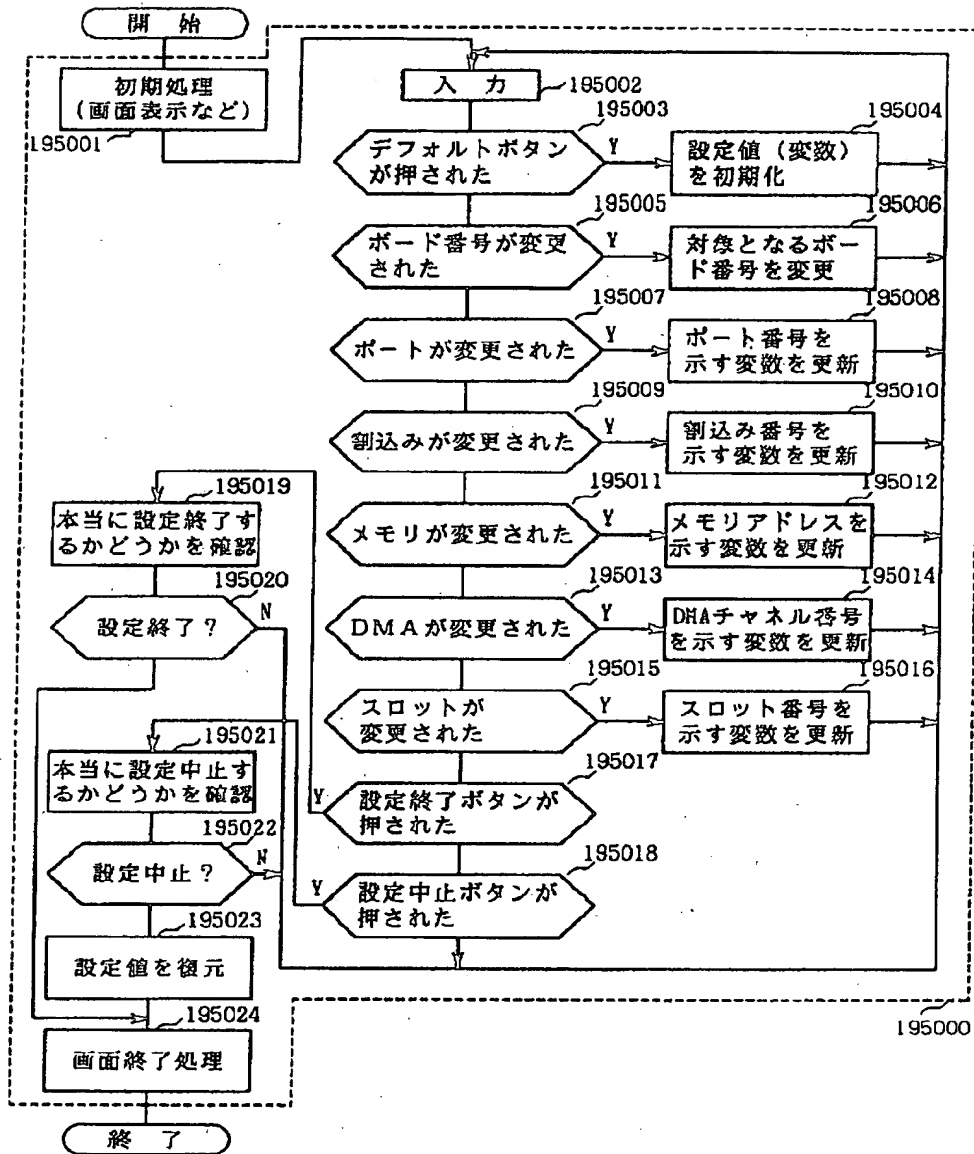 開始
初期処理
(画面表示など)
195001
入力
195002
195003
デフォルトボタン
が押された
Y
195004
設定値（変数）
を初期化
195005
ボード番号が変更
された
Y
195006
対象となるボー
ド番号を変更
195007
ポートが変更された
Y
195008
ポート番号を
示す変数を更新
195009
割込みが変更された
Y
195010
割込み番号を
示す変数を更新
195011
メモリが変更された
Y
195012
メモリアドレスを
示す変数を更新
195013
DMAが変更された
Y
195014
DMAチャネル番号
を示す変数を更新
195015
スロットが
変更された
Y
195016
スロット番号を
示す変数を更新
195017
設定終了ボタンが
押された
Y
195018
設定中止ボタンが
押された
Y
195019
本当に設定終了す
るかどうかを確認
195020
設定終了？
N
195021
本当に設定中止す
るかどうかを確認
195022
設定中止？
N
195023
設定値を復元
195024
画面終了処理
終了
195000